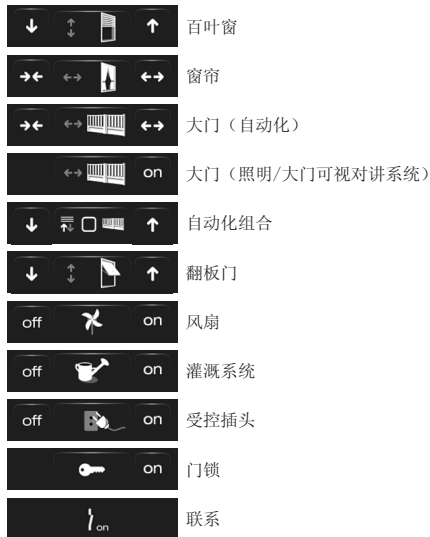 百叶窗
窗帘
大门（自动化）
on 大门（照明/大门可视对讲系统）
自动化组合
翻板门
off on 风扇
off on 灌溉系统
off on 受控插头
on 门锁
on 联系